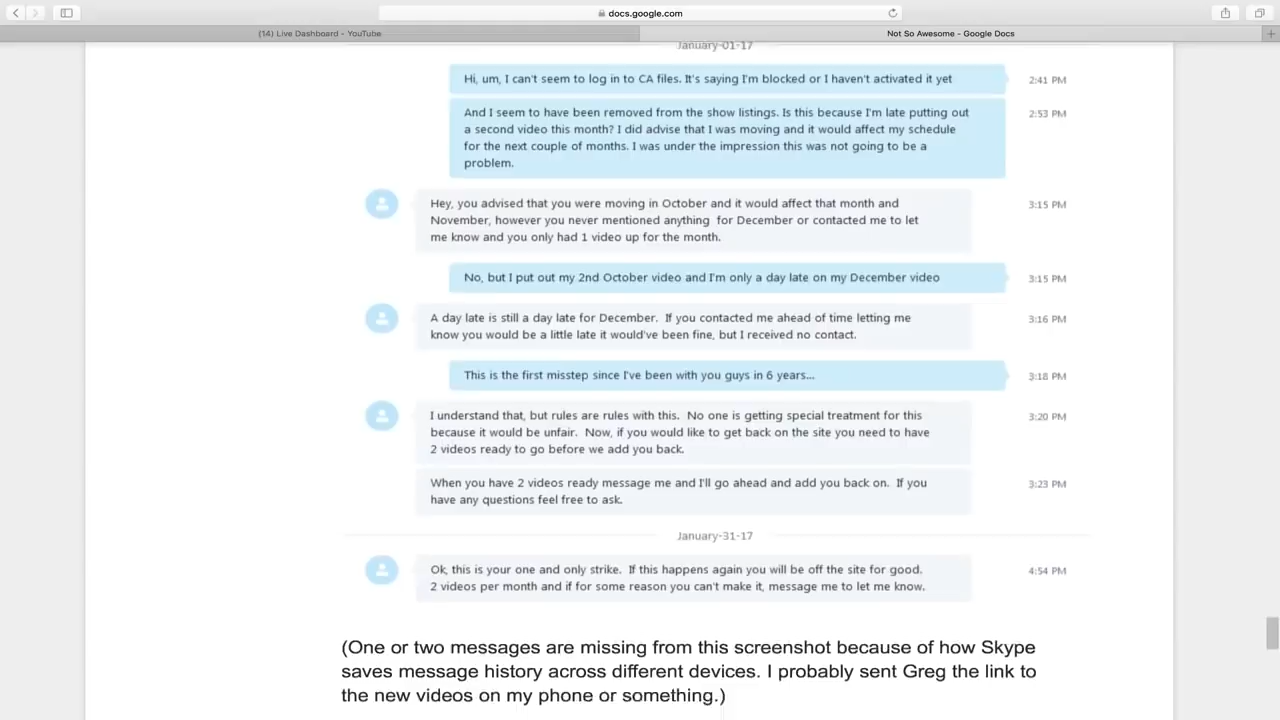 docs.google.com
(14) Live Dashboard - YouTube
Not So Awesome - Google Docs
January-01-17
Hi, um, I can't seem to log in to CA files. It's saying I'm blocked or I haven't activated it yet
2:41 PM
And I seem to have been removed from the show listings. Is this because I'm late putting out
2:53 PM
a second video this month? I did advise that I was moving and it would affect my schedule
for the next couple of months. I was under the impression this was not going to be a
problem.
Hey, you advised that you were moving in October and it would affect that month and
3:15 PM
November, however you never mentioned anything for December or contacted me to let
me know and you only had 1 video up for the month.
No, but I put out my 2nd October video and I'm only a day late on my December video
3:15 PM
A day late is still a day late for December. If you contacted me ahead of time letting me
3:16 PM
know you would be a little late it would've been fine, but I received no contact.
This is the first misstep since I've been with you guys in 6 years...
3:18 PM
I understand that, but rules are rules with this. No one is getting special treatment for this
3:20 PM
because it would be unfair. Now, if you would like to get back on the site you need to have
2 videos ready to go before we add you back.
When you have 2 videos ready message me and I'll go ahead and add you back on. If you
3:23 PM
have any questions feel free to ask.
January-31-17
Ok, this is your one and only strike. If this happens again you will be off the site for good.
4:54 PM
2 videos per month and if for some reason you can't make it, message me to let me know.
(One or two messages are missing from this screenshot because of how Skype
saves message history across different devices. I probably sent Greg the link to
the new videos on my phone or something.)